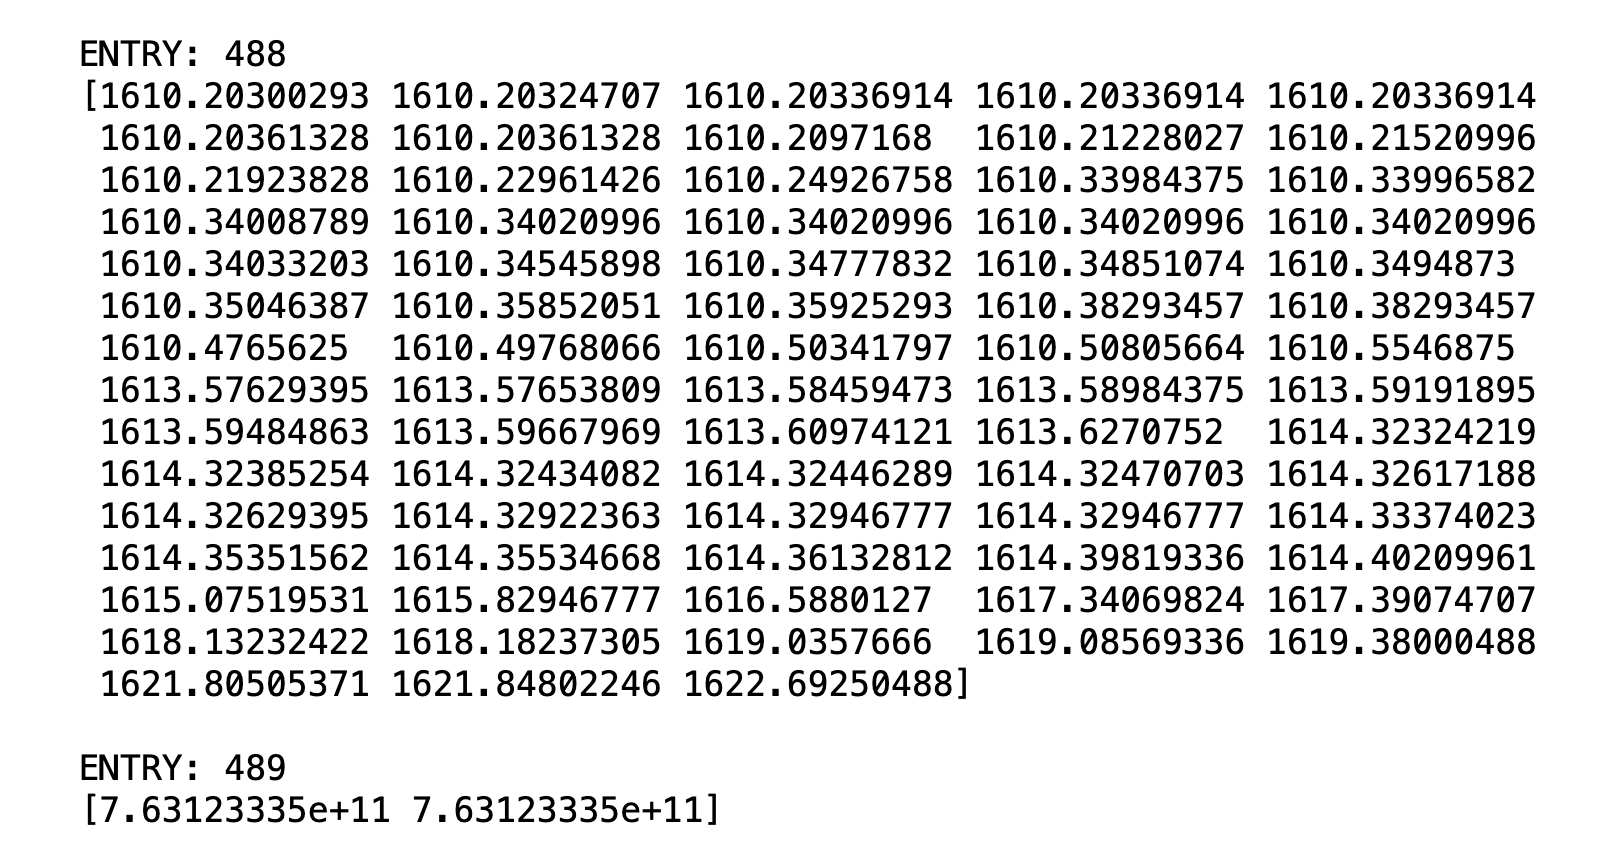 ENTRY: 488
[1610.20300293 1610.20324707 1610.20336914 1610.20336914 1610.20336914
 1610.20361328 1610.20361328 1610.2097168  1610.21228027 1610.21520996
 1610.21923828 1610.22961426 1610.24926758 1610.33984375 1610.33996582
 1610.34008789 1610.34020996 1610.34020996 1610.34020996 1610.34020996
 1610.34033203 1610.34545898 1610.34777832 1610.34851074 1610.3494873
 1610.35046387 1610.35852051 1610.35925293 1610.38293457 1610.38293457
 1610.4765625  1610.49768066 1610.50341797 1610.50805664 1610.5546875
 1613.57629395 1613.57653809 1613.58459473 1613.58984375 1613.59191895
 1613.59484863 1613.59667969 1613.60974121 1613.6270752  1614.32324219
 1614.32385254 1614.32434082 1614.32446289 1614.32470703 1614.32617188
 1614.32629395 1614.32922363 1614.32946777 1614.32946777 1614.33374023
 1614.35351562 1614.35534668 1614.36132812 1614.39819336 1614.40209961
 1615.07519531 1615.82946777 1616.5880127  1617.34069824 1617.39074707
 1618.13232422 1618.18237305 1619.0357666  1619.08569336 1619.38000488
 1621.80505371 1621.84802246 1622.69250488]
ENTRY: 489
[7.63123335e+11 7.63123335e+11]